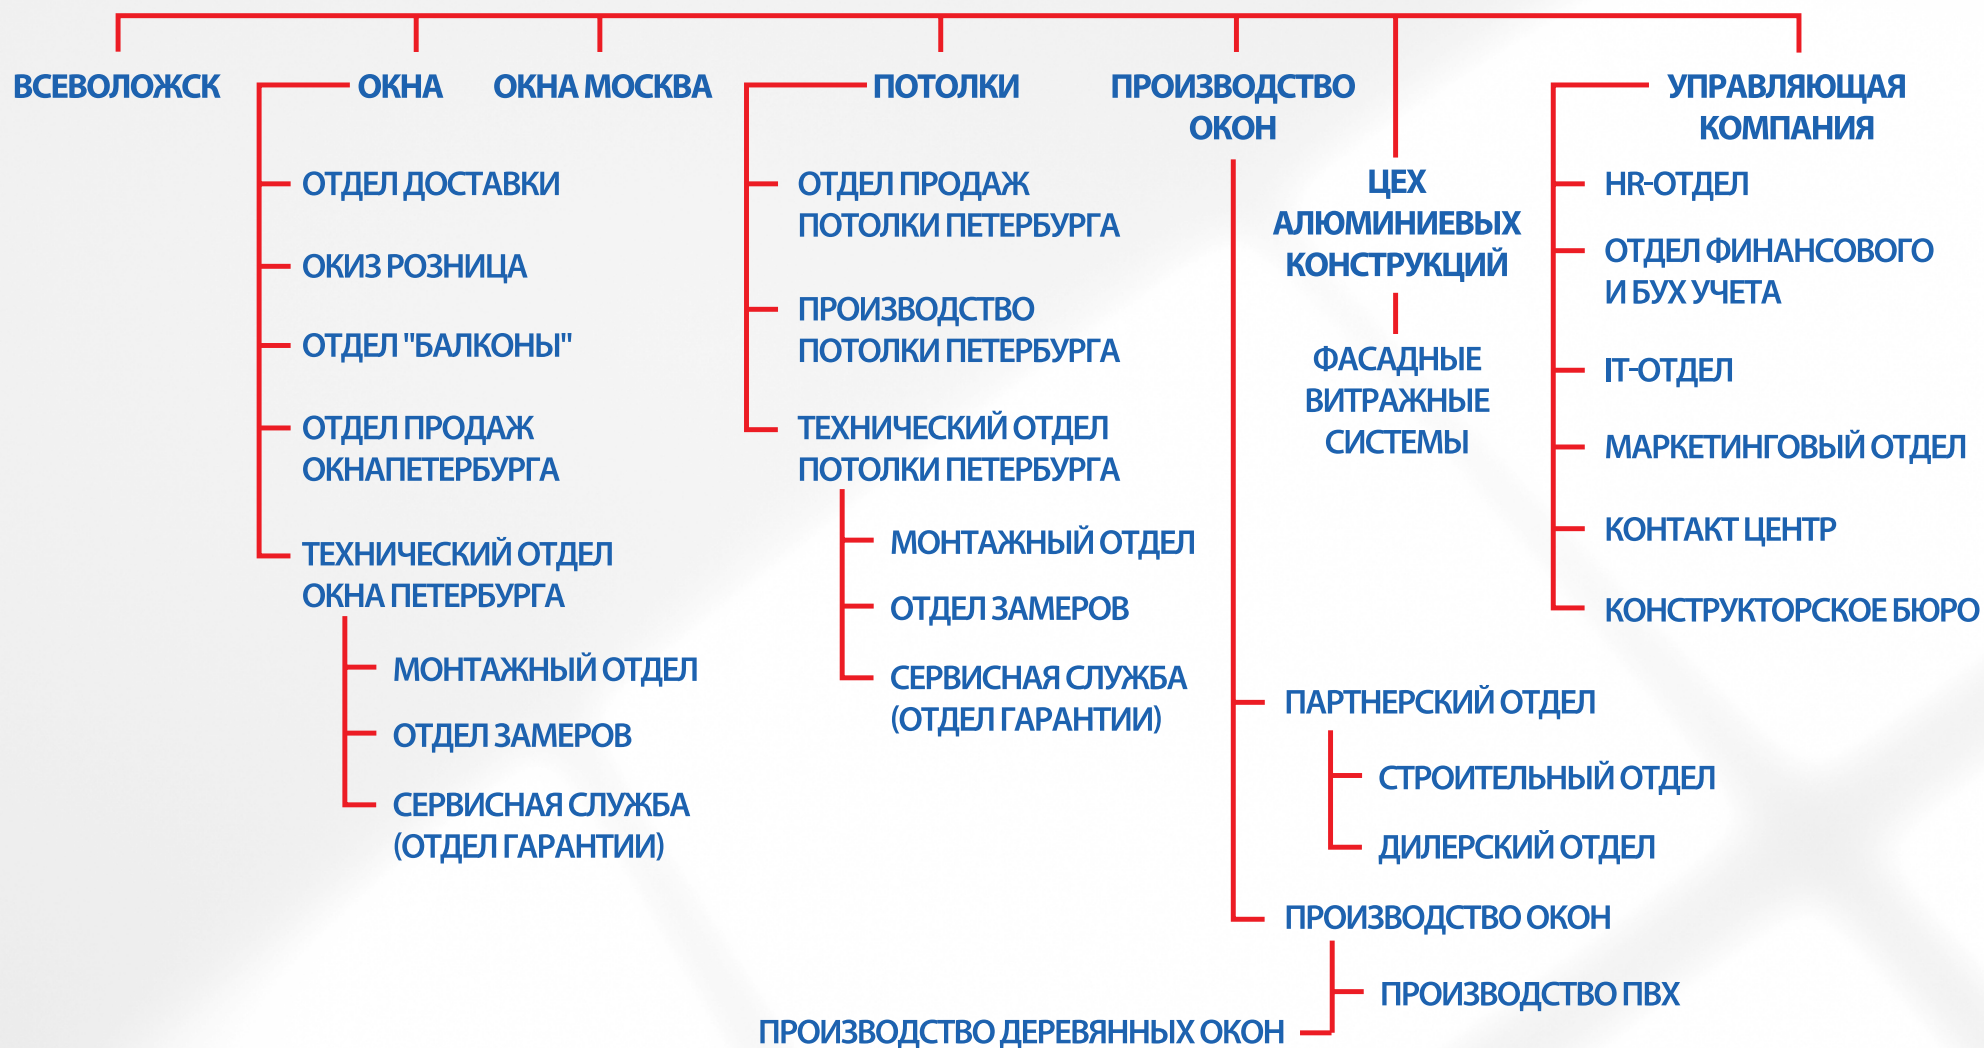 ВСЕВОЛОЖСК
ОКНА
ОТДЕЛ ДОСТАВКИ
ОКИЗ РОЗНИЦА
ОТДЕЛ "БАЛКОНЫ"
ОТДЕЛ ПРОДАЖ
ОКНАПЕТЕРБУРГА
ТЕХНИЧЕСКИЙ ОТДЕЛ
ОКНА ПЕТЕРБУРГА
МОНТАЖНЫЙ ОТДЕЛ
ОТДЕЛ ЗАМЕРОВ
СЕРВИСНАЯ СЛУЖБА
(ОТДЕЛ ГАРАНТИИ)
ОКНА МОСКВА
ПОТОЛКИ
ОТДЕЛ ПРОДАЖ
ПОТОЛКИ ПЕТЕРБУРГА
ПРОИЗВОДСТВО
ПОТОЛКИ ПЕТЕРБУРГА
ТЕХНИЧЕСКИЙ ОТДЕЛ
ПОТОЛКИ ПЕТЕРБУРГА
МОНТАЖНЫЙ ОТДЕЛ
ОТДЕЛ ЗАМЕРОВ
СЕРВИСНАЯ СЛУЖБА
(ОТДЕЛ ГАРАНТИИ)
ПРОИЗВОДСТВО
ОКОН
ПАРТНЕРСКИЙ ОТДЕЛ
СТРОИТЕЛЬНЫЙ ОТДЕЛ
ДИЛЕРСКИЙ ОТДЕЛ
ПРОИЗВОДСТВО ОКОН
ПРОИЗВОДСТВО ПВХ
ПРОИЗВОДСТВО ДЕРЕВЯННЫХ ОКОН
ЦЕХ
АЛЮМИНИЕВЫХ
КОНСТРУКЦИЙ
ФАСАДНЫЕ
ВИТРАЖНЫЕ
СИСТЕМЫ
УПРАВЛЯЮЩАЯ
КОМПАНИЯ
HR-ОТДЕЛ
ОТДЕЛ ФИНАНСОВОГО
И БУХ УЧЕТА
IT-ОТДЕЛ
МАРКЕТИНГОВЫЙ ОТДЕЛ
КОНТАКТ ЦЕНТР
КОНСТРУКТОРСКОЕ БЮРО